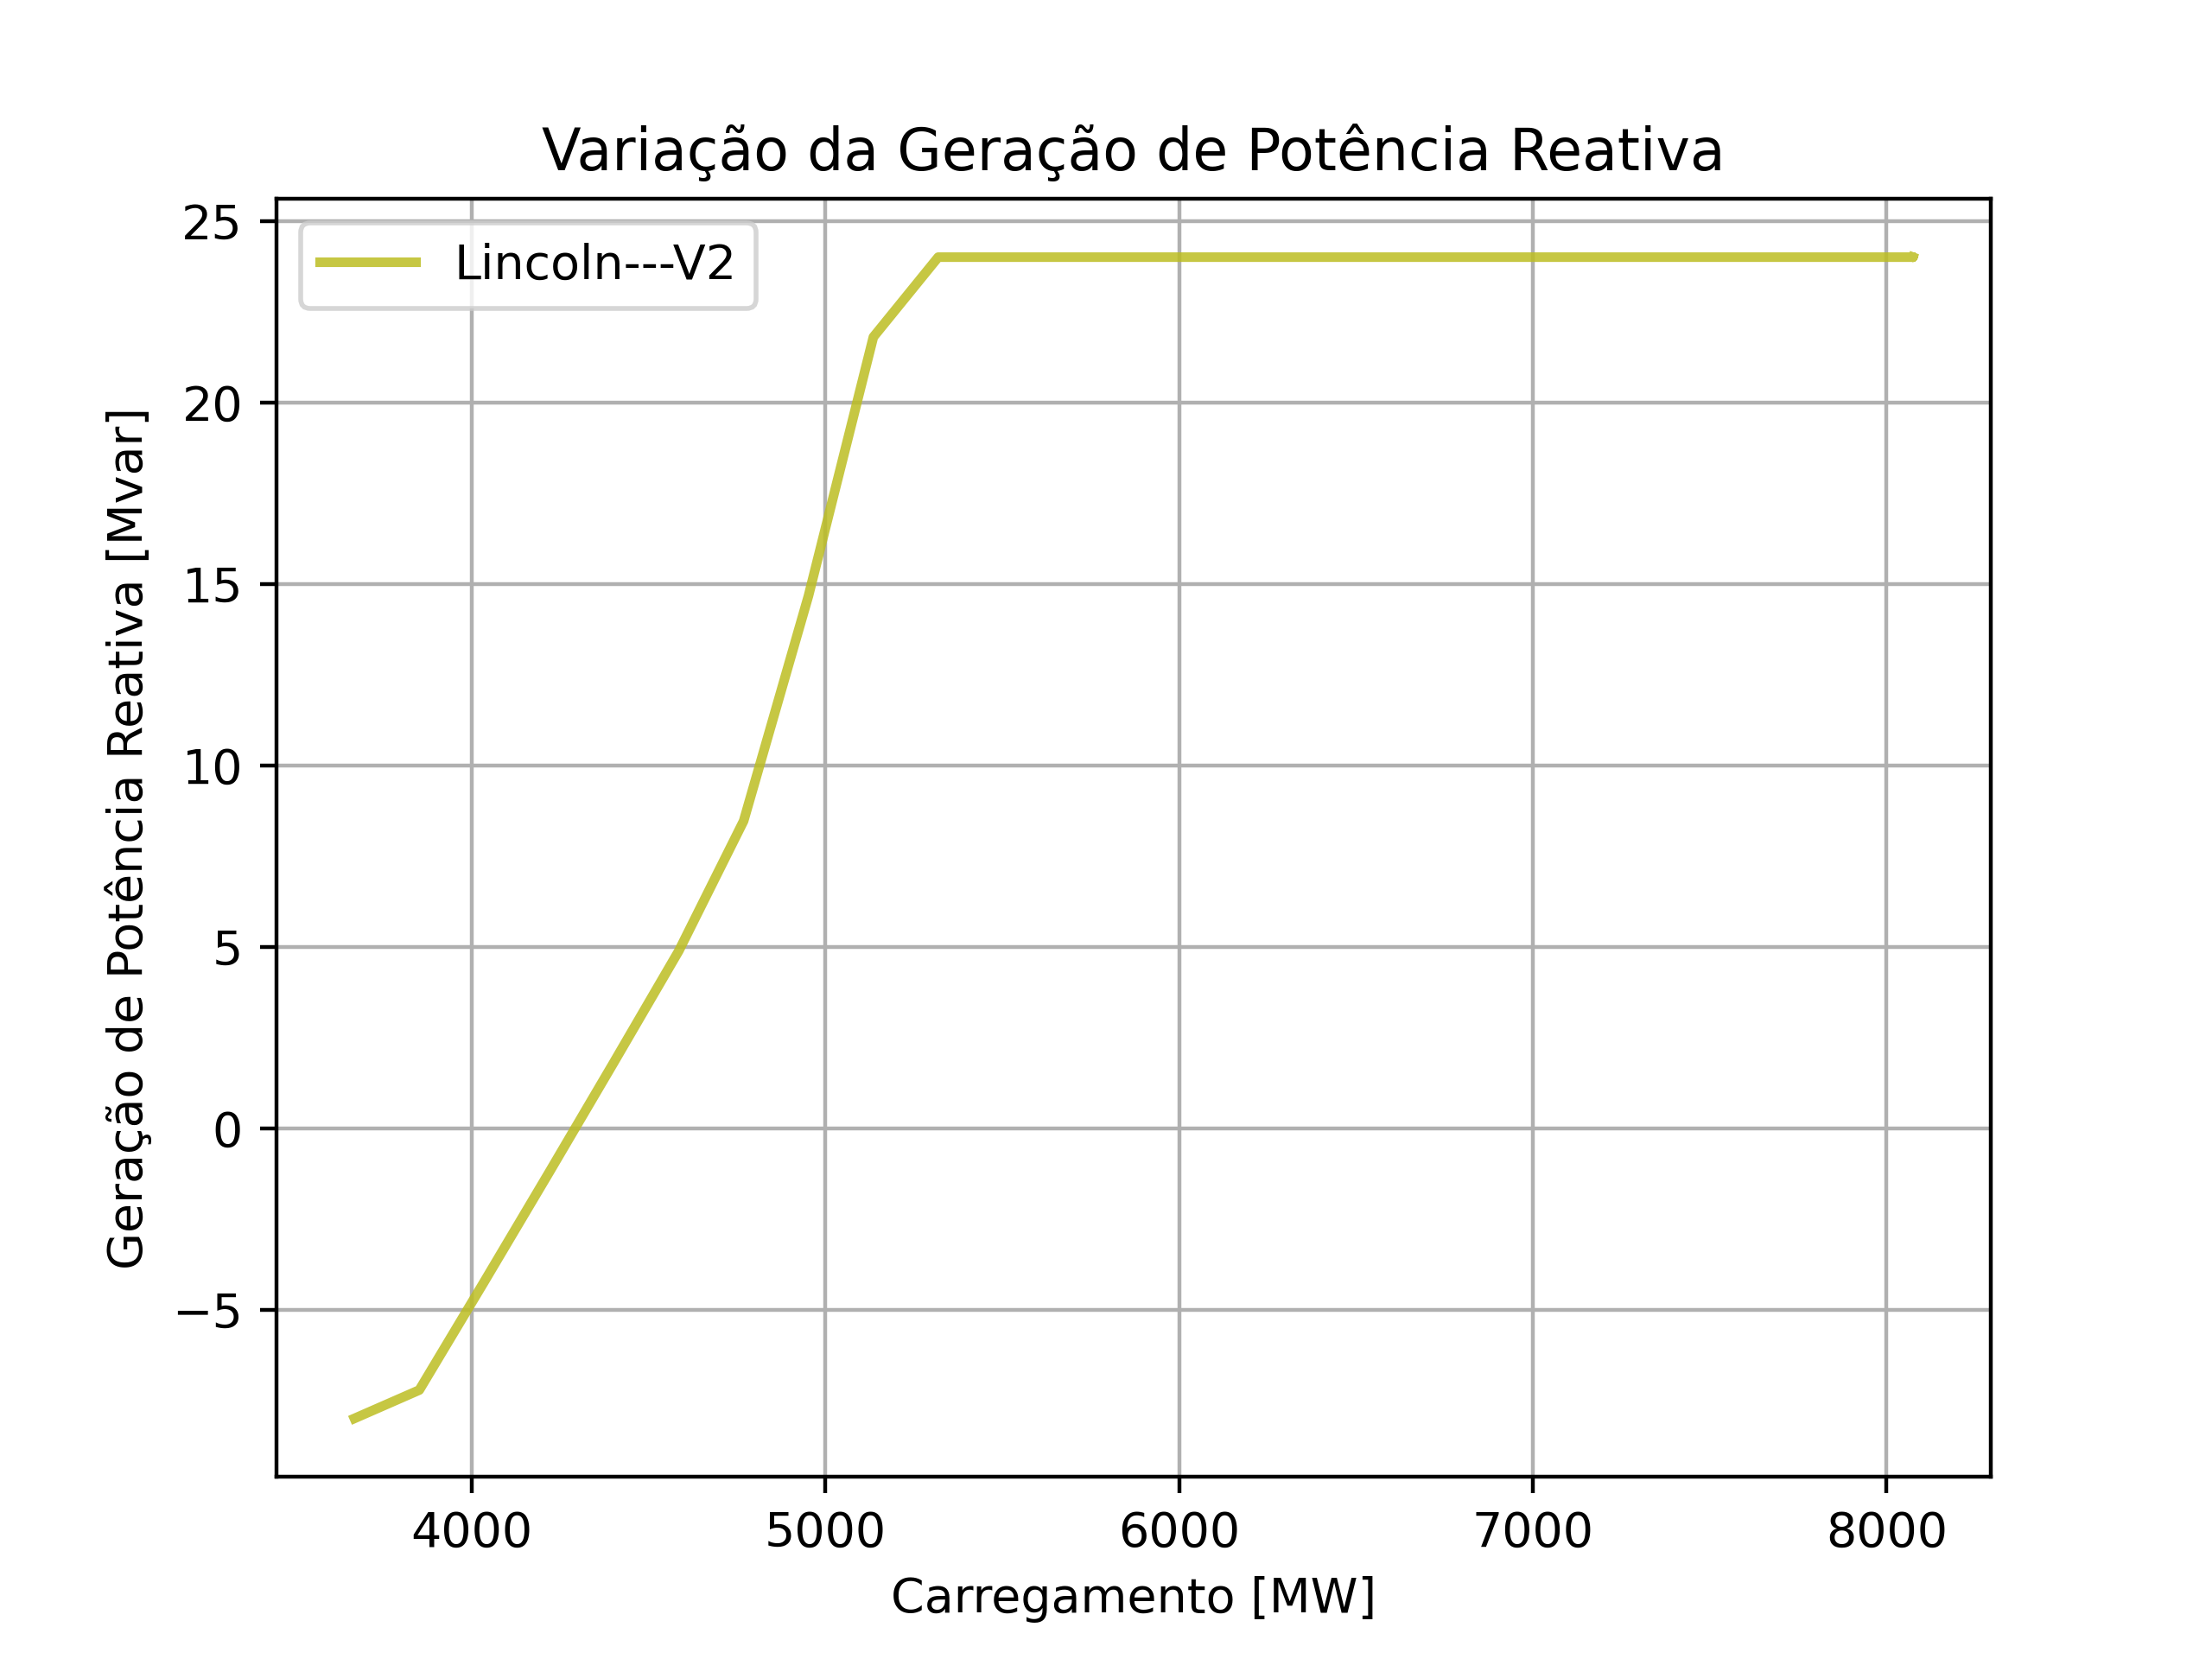 Variação da Geração de Potência Reativa
Lincoln---V2
Geração de Potência Reativa [Mvar]
25
20
15
10
5
0
−5
4000 5000 6000 7000 8000
Carregamento [MW]